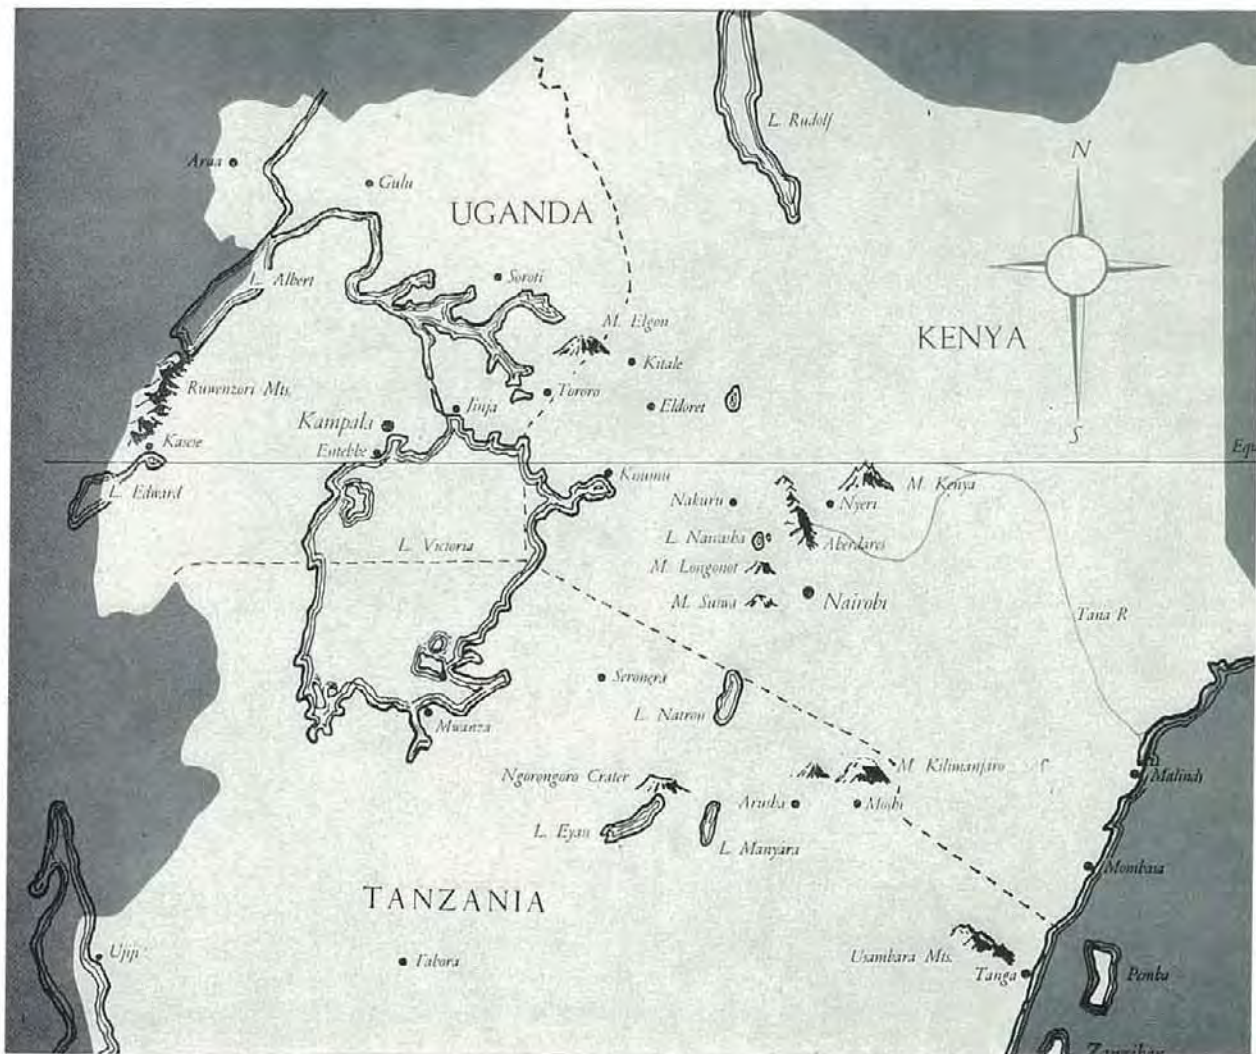 L. Rudolf
N
Arua
Gulu
UGANDA
Soroti
L. Albert
M. Elgon
KENYA
Kitale
Ruwenzori Mts.
Tororo
Eldoret
Jinja
Kampala
S
Kasese
Entebbe
Equ
Kisumu
L. Edward
M. Kenya
Nakuru
Nyeri
L. Naivasha
Aberdares
L. Victoria
M. Longonot
M. Suswa
Nairobi
Tana R
Seronera
L. Natron
Mwanza
M. Kilimanjaro
Ngorongoro Crater
Malindi
Arusha
Moshi
L. Eyasi
L. Manyara
Mombasa
TANZANIA
Ujiji
Tabora
Usambara Mts.
Tanga
Pemba
Zanzibar